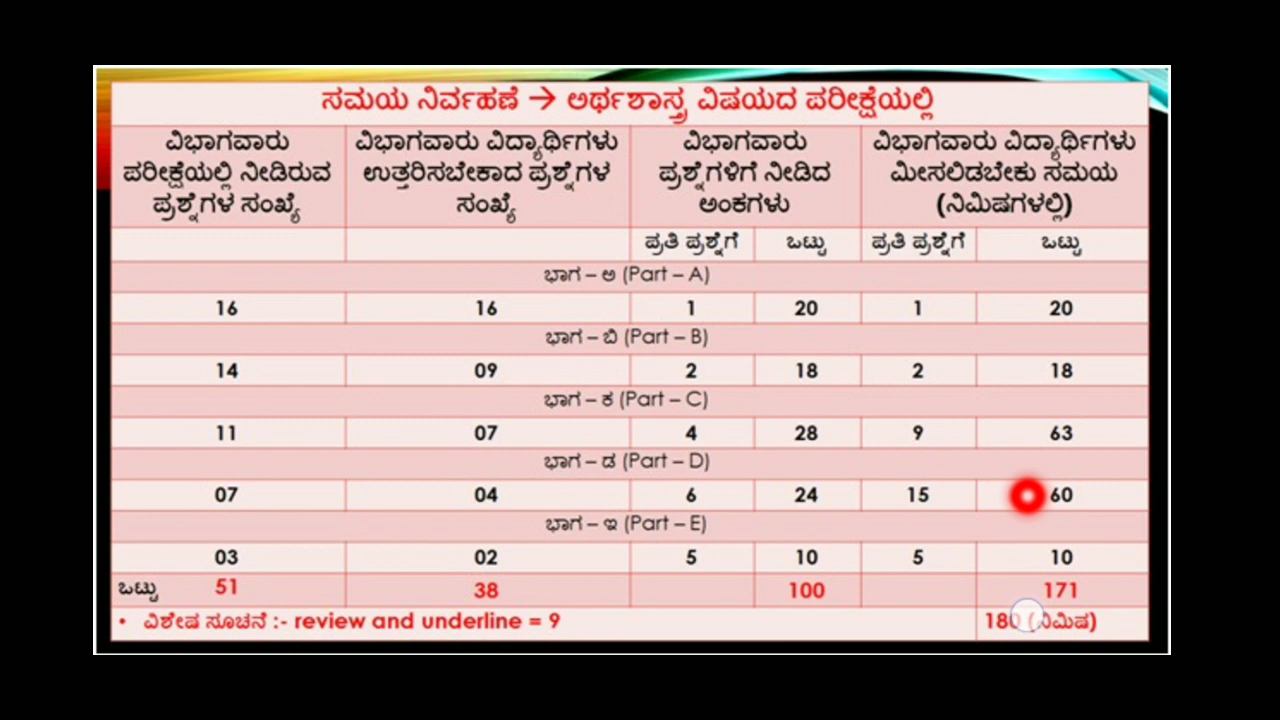 ಸಮಯ ನಿರ್ವಹಣೆ → ಅರ್ಥಶಾಸ್ತ್ರ ವಿಷಯದ ಪರೀಕ್ಷೆಯಲ್ಲಿ
ವಿಭಾಗವಾರು ಪರೀಕ್ಷೆಯಲ್ಲಿ ನೀಡಿರುವ ಪ್ರಶ್ನೆಗಳ ಸಂಖ್ಯೆ ವಿಭಾಗವಾರು ವಿದ್ಯಾರ್ಥಿಗಳು ಉತ್ತರಿಸಬೇಕಾದ ಪ್ರಶ್ನೆಗಳ ಸಂಖ್ಯೆ ವಿಭಾಗವಾರು ಪ್ರಶ್ನೆಗಳಿಗೆ ನೀಡಿದ ಅಂಕಗಳು ವಿಭಾಗವಾರು ವಿದ್ಯಾರ್ಥಿಗಳು ಮೀಸಲಿಡಬೇಕು ಸಮಯ (ನಿಮಿಷಗಳಲ್ಲಿ)
ಪ್ರತಿ ಪ್ರಶ್ನೆಗೆ ಒಟ್ಟು ಪ್ರತಿ ಪ್ರಶ್ನೆಗೆ ಒಟ್ಟು
ಭಾಗ – ಅ (Part – A)
16 16 1 20 1 20
ಭಾಗ – ಬಿ (Part – B)
14 09 2 18 2 18
ಭಾಗ – ಕ (Part – C)
11 07 4 28 9 63
ಭಾಗ – ಡ (Part – D)
07 04 6 24 15 60
ಭಾಗ – ಇ (Part – E)
03 02 5 10 5 10
ಒಟ್ಟು 51 38 100 171
• ವಿಶೇಷ ಸೂಚನೆ :- review and underline = 9 180 (ನಿಮಿಷ)